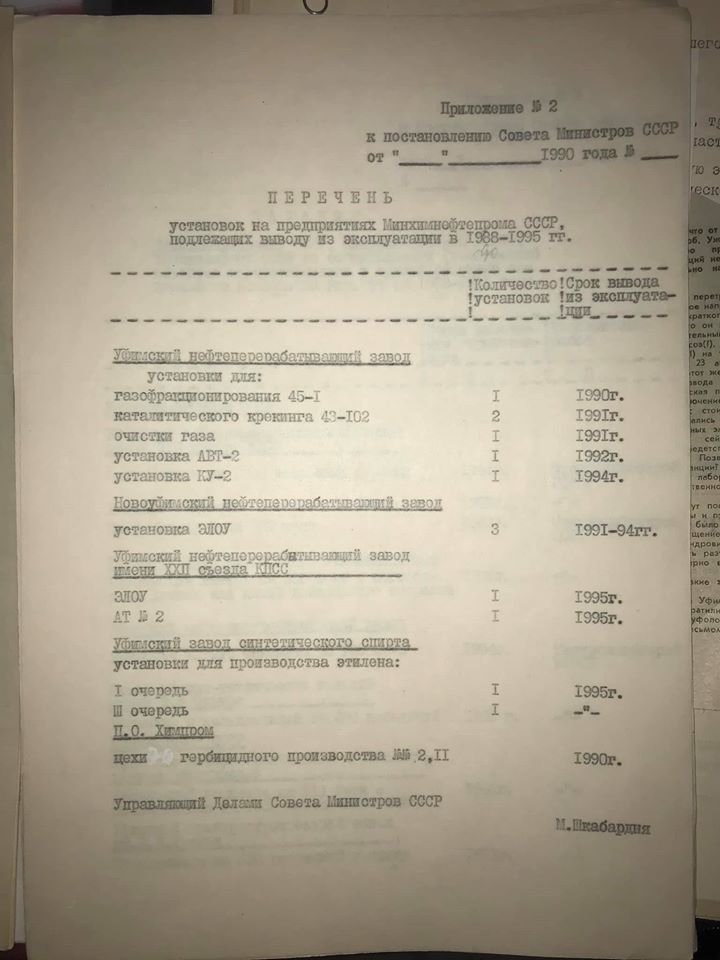 Приложение № 2
к постановлению Совета Министров СССР
от "_____" __________1990 года № ____
П Е Р Е Ч Е Н Ь
установок на предприятиях Минхимнефтепрома СССР,
подлежащих выводу из эксплуатации в 1988-1995 гг.
90
!Количество!Срок вывода
!установок !из эксплуата-
! !ции
Уфимский нефтеперерабатывающий завод
установки для:
газофракционирования 45-I I 1990г.
каталитического крекинга 43-102 2 1991г.
очистки газа I 1991г.
установка АВТ-2 I 1992г.
установка КУ-2 I 1994г.
Новоуфимский нефтеперерабатывающий завод
установка ЭЛОУ 3 1991-94гг.
Уфимский нефтеперерабатывающий завод
имени ХХП съезда КПСС
ЭЛОУ I 1995г.
АТ № 2 I 1995г.
Уфимский завод синтетического спирта
установки для производства этилена:
I очередь I 1995г.
Ш очередь I -"-
П.О. Химпром
цехи гербицидного производства №№ 2,II 1990г.
Управляющий Делами Совета Министров СССР
М.Шкабардня